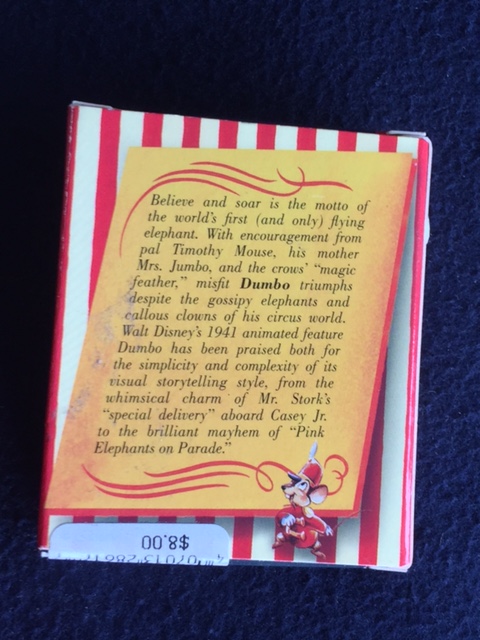 Believe and soar is the motto of
the world's first (and only) flying
elephant. With encouragement from
pal Timothy Mouse, his mother
Mrs. Jumbo, and the crows' "magic
feather," misfit Dumbo triumphs
despite the gossipy elephants and
callous clowns of his circus world.
Walt Disney's 1941 animated feature
Dumbo has been praised both for
the simplicity and complexity of its
visual storytelling style, from the
whimsical charm of Mr. Stork's
"special delivery" aboard Casey Jr.
to the brilliant mayhem of "Pink
Elephants on Parade."
$8.00